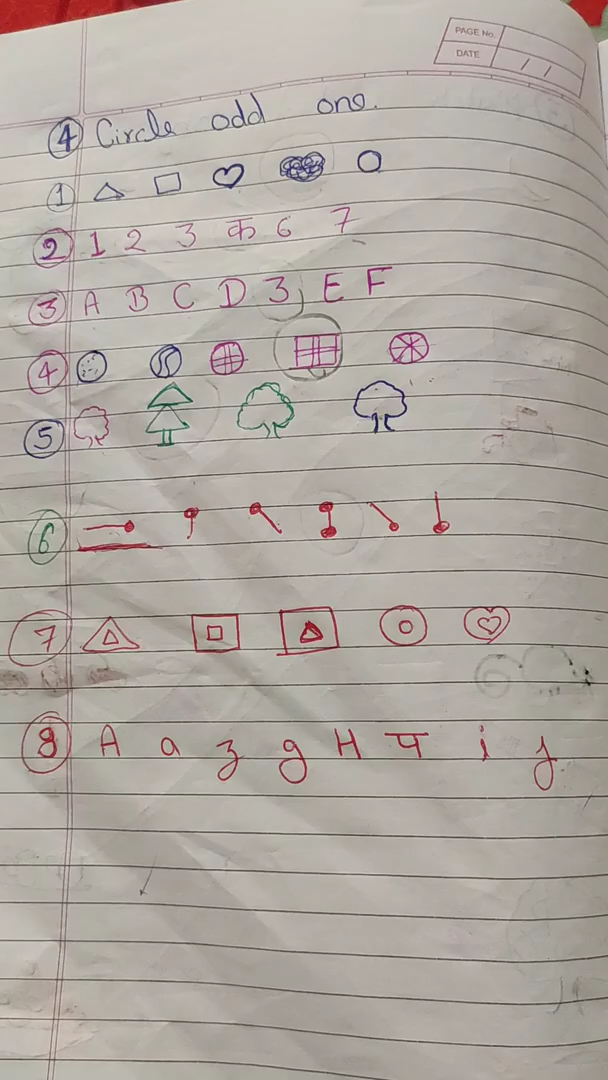 PAGE No.
DATE / /
4 Circle odd one.
1
2 1 2 3 क 6 7
3 A B C D 3 E F
4
5
6
7
8 A a z g H प i j